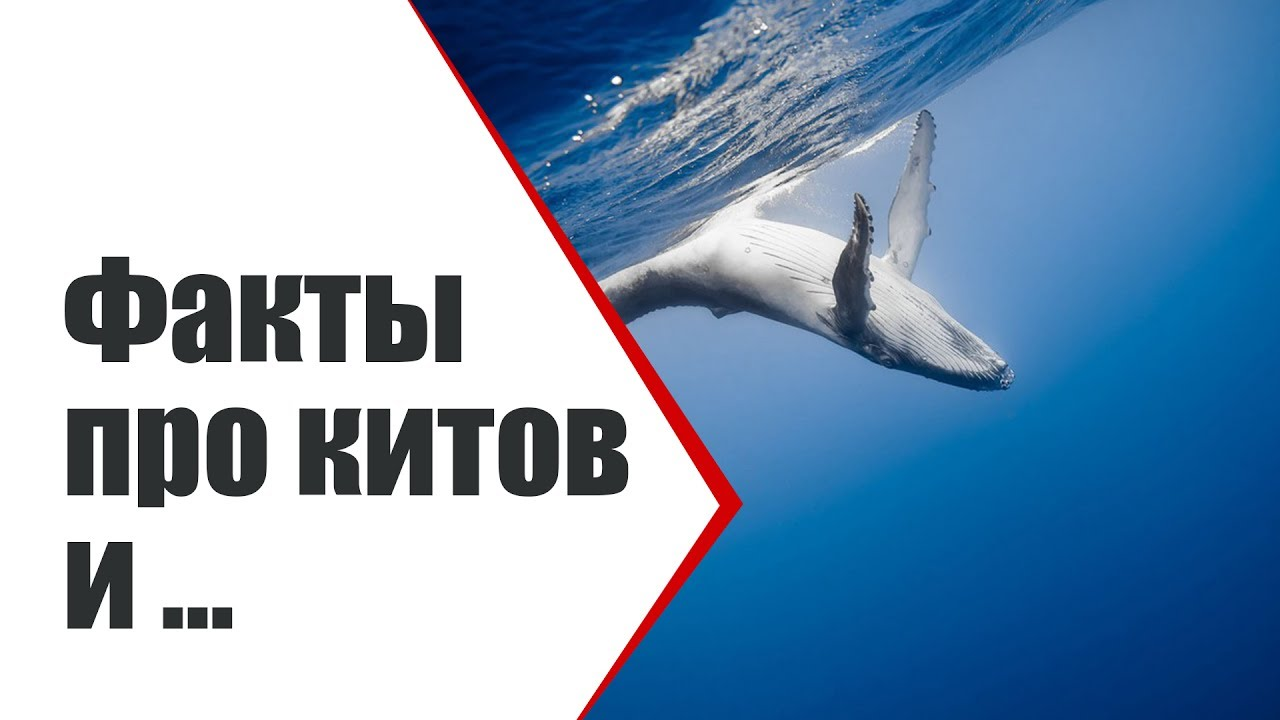 Факты
про китов
и ...